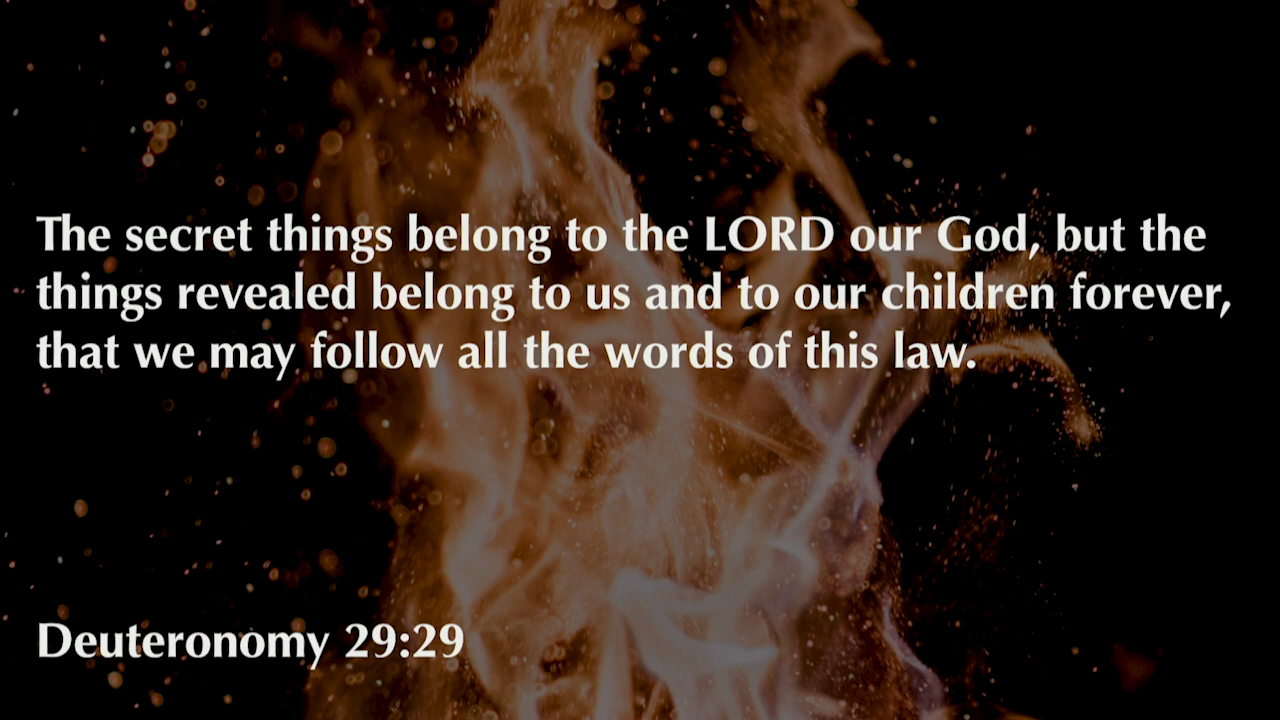 The secret things belong to the LORD our God, but the
things revealed belong to us and to our children forever,
that we may follow all the words of this law.
Deuteronomy 29:29